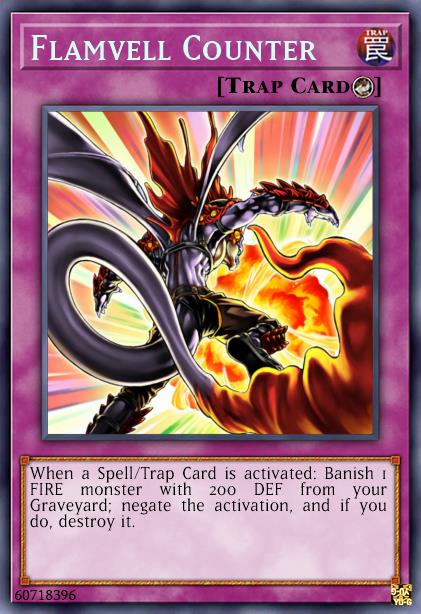 Flamvell Counter
TRAP
罠
[Trap Card]
When a Spell/Trap Card is activated: Banish 1
FIRE monster with 200 DEF from your
Graveyard; negate the activation, and if you
do, destroy it.
60718396